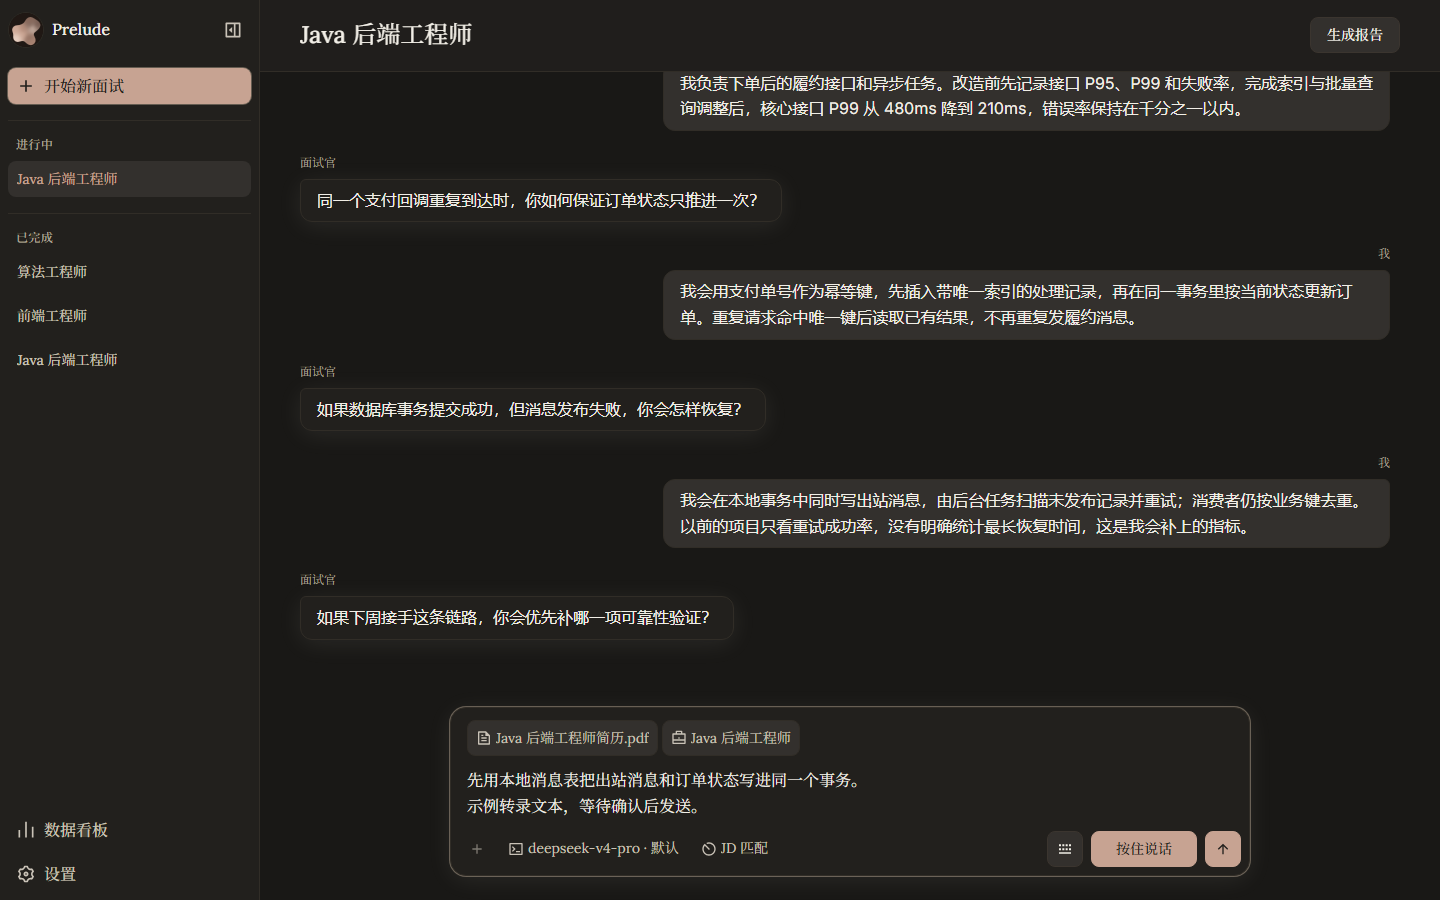 Prelude
开始新面试
进行中
Java 后端工程师
已完成
算法工程师
前端工程师
Java 后端工程师
数据看板
设置
Java 后端工程师
生成报告
我负责下单后的履约接口和异步任务。改造前先记录接口 P95、P99 和失败率，完成索引与批量查
询调整后，核心接口 P99 从 480ms 降到 210ms，错误率保持在千分之一以内。
面试官
同一个支付回调重复到达时，你如何保证订单状态只推进一次？
我
我会用支付单号作为幂等键，先插入带唯一索引的处理记录，再在同一事务里按当前状态更新订
单。重复请求命中唯一键后读取已有结果，不再重复发履约消息。
面试官
如果数据库事务提交成功，但消息发布失败，你会怎样恢复？
我
我会在本地事务中同时写出站消息，由后台任务扫描未发布记录并重试；消费者仍按业务键去重。
以前的项目只看重试成功率，没有明确统计最长恢复时间，这是我会补上的指标。
面试官
如果下周接手这条链路，你会优先补哪一项可靠性验证？
Java 后端工程师简历.pdf
Java 后端工程师
先用本地消息表把出站消息和订单状态写进同一个事务。
示例转录文本，等待确认后发送。
deepseek-v4-pro · 默认
JD 匹配
按住说话